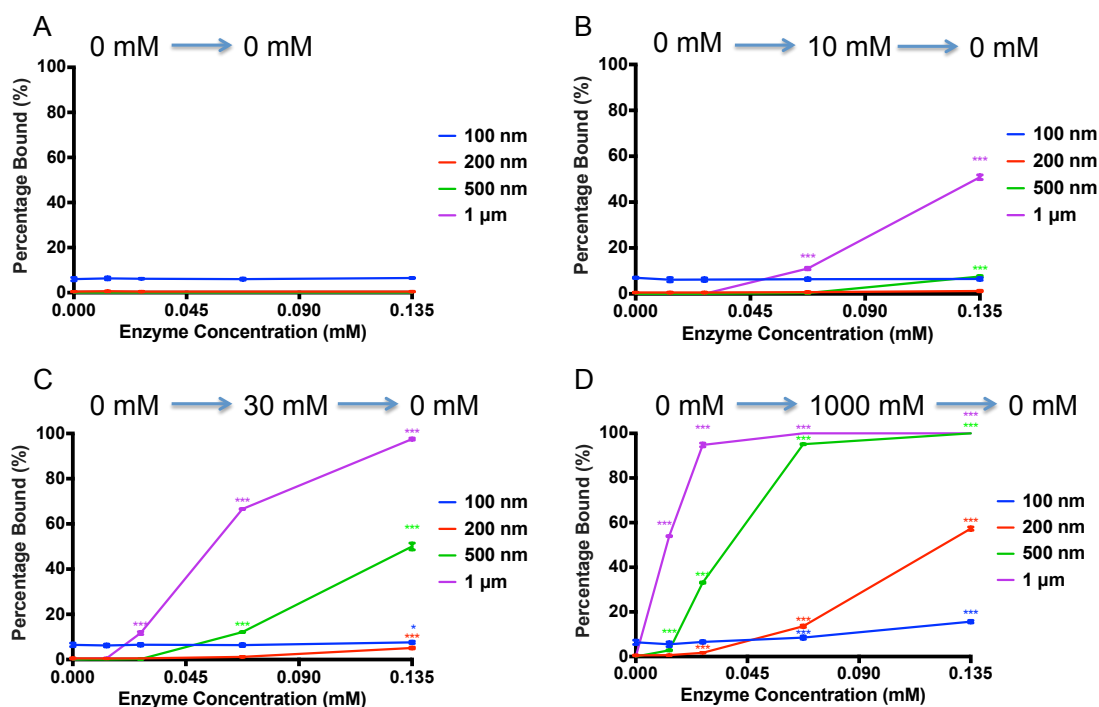 A
0 mM 0 mM
Percentage Bound (%)
100
80
60
40
20
0
0.000 0.045 0.090 0.135
Enzyme Concentration (mM)
100 nm
200 nm
500 nm
1 µm
B
0 mM 10 mM 0 mM
Percentage Bound (%)
100
80
60
40
20
0
0.000 0.045 0.090 0.135
Enzyme Concentration (mM)
***
***
***
100 nm
200 nm
500 nm
1 µm
C
0 mM 30 mM 0 mM
Percentage Bound (%)
100
80
60
40
20
0
0.000 0.045 0.090 0.135
Enzyme Concentration (mM)
***
***
***
***
***
*
***
100 nm
200 nm
500 nm
1 µm
D
0 mM 1000 mM 0 mM
Percentage Bound (%)
100
80
60
40
20
0
0.000 0.045 0.090 0.135
Enzyme Concentration (mM)
***
*** ***
*** ***
***
***
***
***
***
***
***
***
***
100 nm
200 nm
500 nm
1 µm